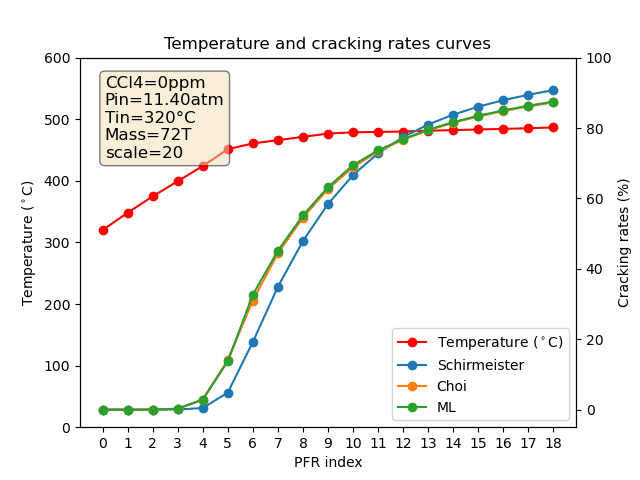 Temperature and cracking rates curves
CCl4=0ppm
Pin=11.40atm
Tin=320°C
Mass=72T
scale=20
600
500
400
300
200
100
0
Temperature (°C)
100
80
60
40
20
0
Cracking rates (%)
Temperature (°C)
Schirmeister
Choi
ML
0 1 2 3 4 5 6 7 8 9 10 11 12 13 14 15 16 17 18
PFR index